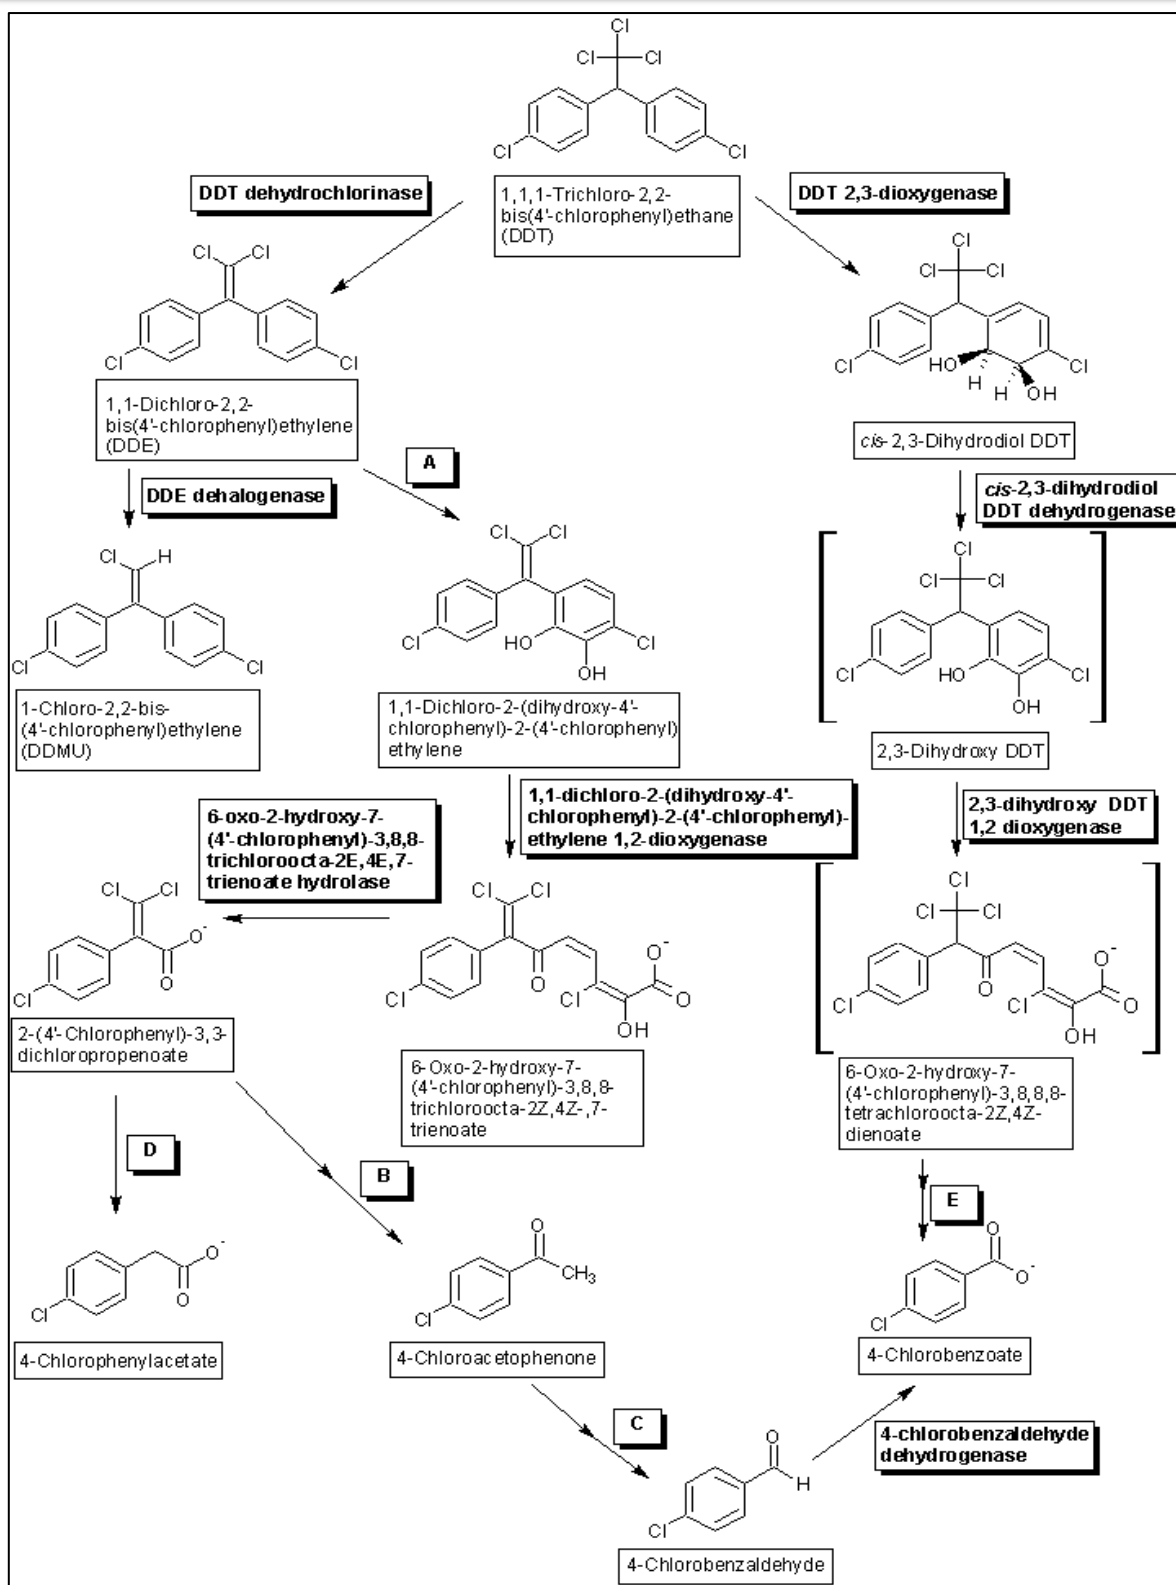 Cl
Cl Cl
Cl Cl
DDT dehydrochlorinase
1,1,1-Trichloro-2,2-
bis(4'-chlorophenyl)ethane
(DDT)
DDT 2,3-dioxygenase
Cl Cl
Cl Cl
Cl
Cl Cl
Cl HO H H OH Cl
1,1-Dichloro-2,2-
bis(4'-chlorophenyl)ethylene
(DDE)
cis-2,3-Dihydrodiol DDT
A
DDE dehalogenase
cis-2,3-dihydrodiol
DDT dehydrogenase
Cl H
Cl Cl
Cl Cl
Cl HO OH Cl
Cl
Cl Cl
Cl HO OH Cl
1-Chloro-2,2-bis-
(4'-chlorophenyl)ethylene
(DDMU)
1,1-Dichloro-2-(dihydroxy-4'-
chlorophenyl)-2-(4'-chlorophenyl)
ethylene
2,3-Dihydroxy DDT
6-oxo-2-hydroxy-7-
(4'-chlorophenyl)-3,8,8-
trichloroocta-2E,4E,7-
trienoate hydrolase
1,1-dichloro-2-(dihydroxy-4'-
chlorophenyl)-2-(4'-chlorophenyl)-
ethylene 1,2-dioxygenase
2,3-dihydroxy DDT
1,2 dioxygenase
Cl Cl
O-
O
Cl
Cl Cl
O-
Cl O Cl O
OH
Cl
Cl Cl
O-
Cl O Cl O
OH
2-(4'-Chlorophenyl)-3,3-
dichloropropenoate
6-Oxo-2-hydroxy-7-
(4'-chlorophenyl)-3,8,8-
trichloroocta-2Z,4Z-,7-
trienoate
6-Oxo-2-hydroxy-7-
(4'-chlorophenyl)-3,8,8,8-
tetrachloroocta-2Z,4Z-
dienoate
D
B
E
O-
O
Cl
O
CH3
Cl
O
O-
Cl
4-Chlorophenylacetate
4-Chloroacetophenone
4-Chlorobenzoate
C
4-chlorobenzaldehyde
dehydrogenase
O
H
Cl
4-Chlorobenzaldehyde